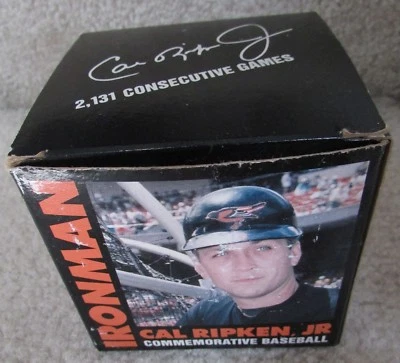 Cal Ripken Jr
2,131 CONSECUTIVE GAMES
IRONMAN
CAL RIPKEN, JR
COMMEMORATIVE BASEBALL